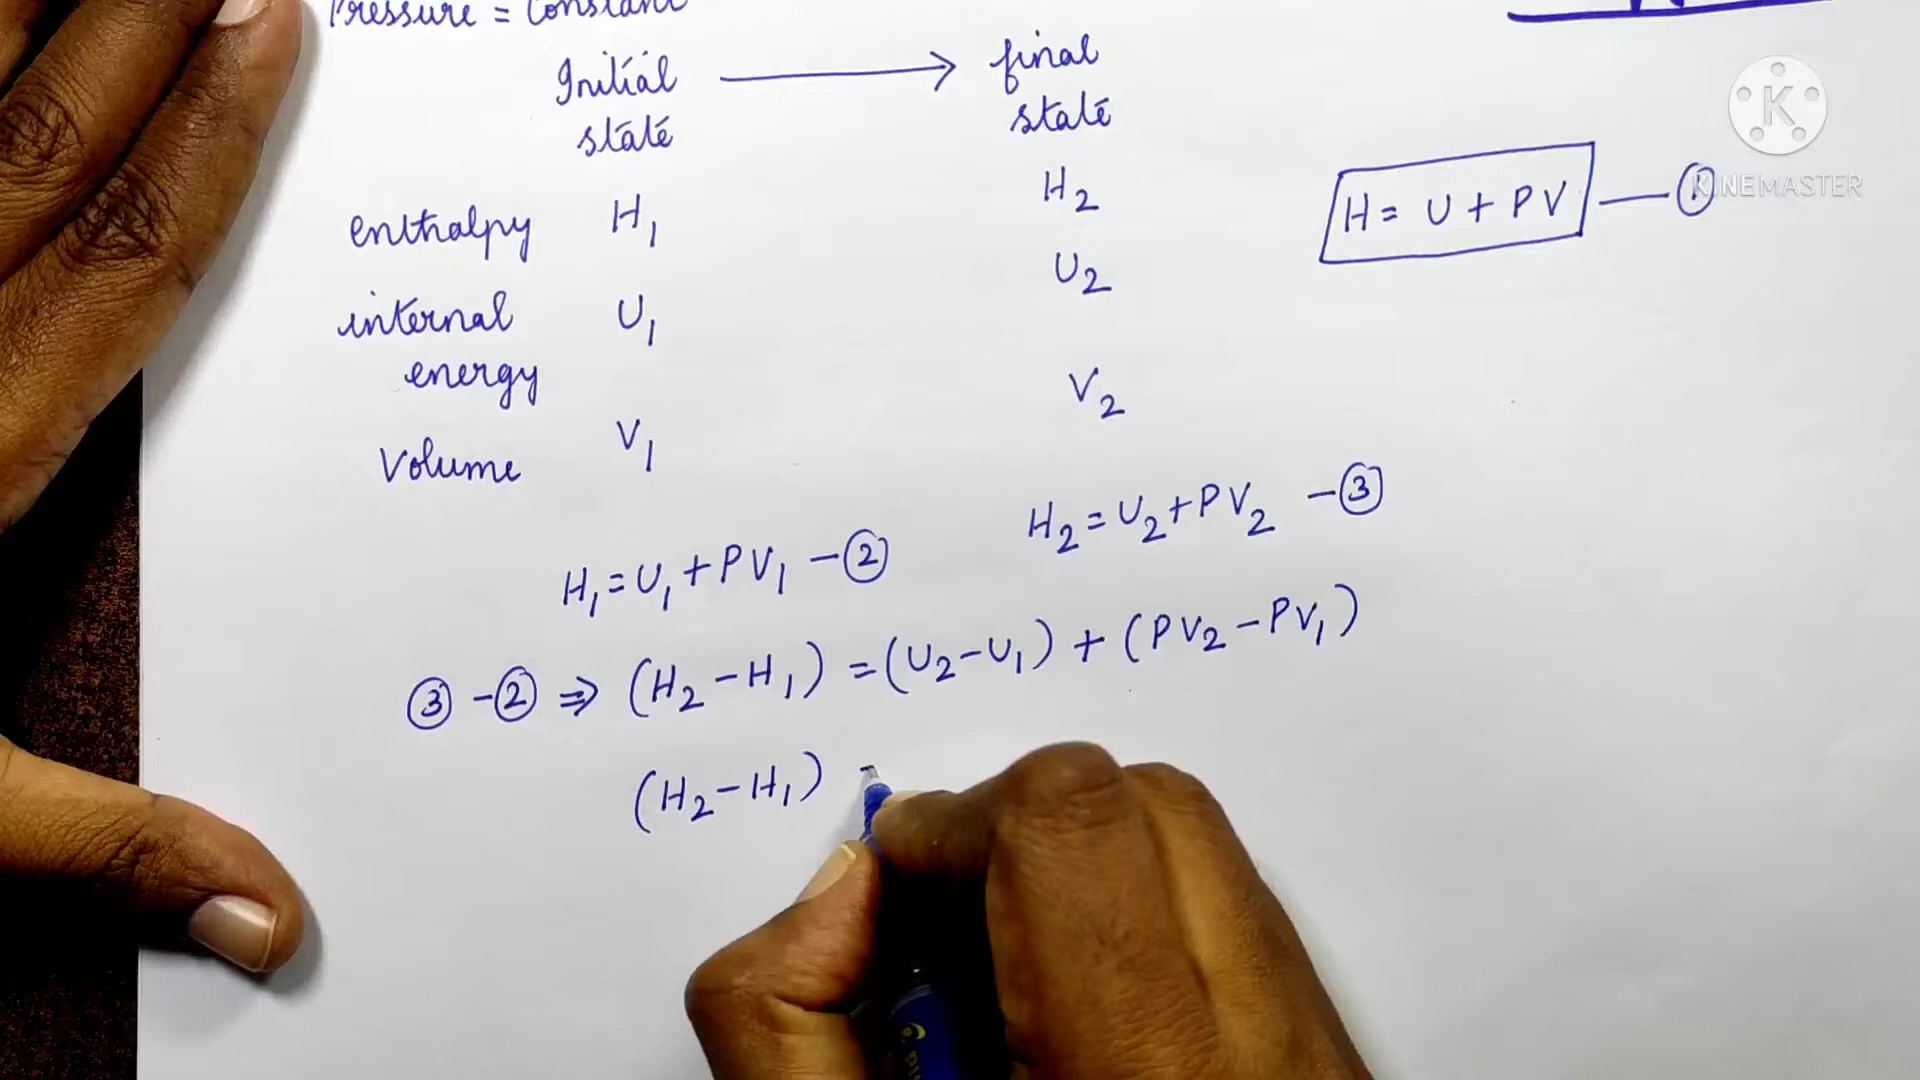 Pressure = Constant
Initial state → final state
enthalpy H₁ H₂
H = U + PV — ①
internal energy U₁ U₂
Volume V₁ V₂
H₁ = U₁ + PV₁ — ②
H₂ = U₂ + PV₂ — ③
③ - ② ⇒ (H₂ - H₁) = (U₂ - U₁) + (PV₂ - PV₁)
(H₂ - H₁)
K
KINEMASTER